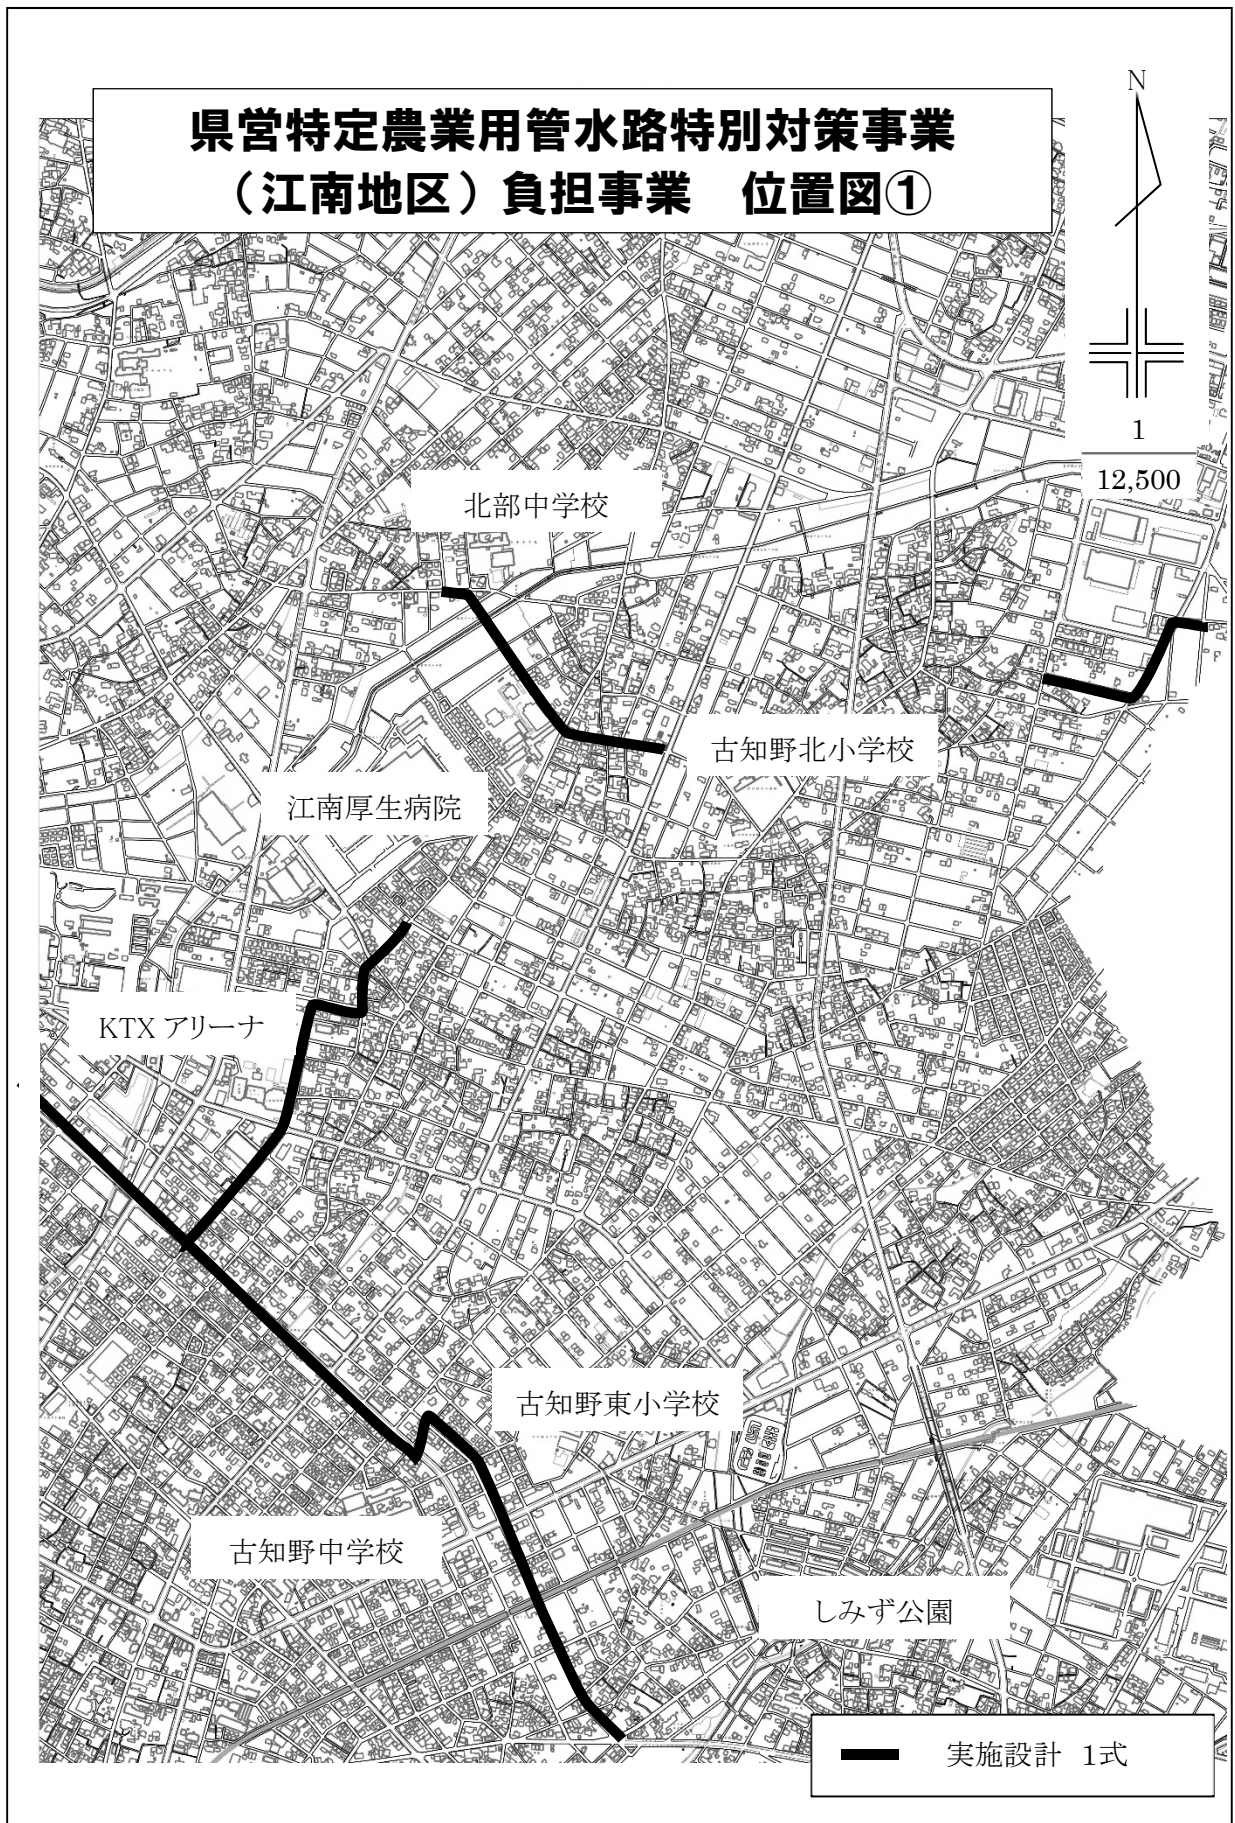 県営特定農業用管水路特別対策事業
（江南地区）負担事業　位置図①
N
1
12,500
北部中学校
古知野北小学校
江南厚生病院
KTX アリーナ
古知野東小学校
古知野中学校
しみず公園
実施設計 1式